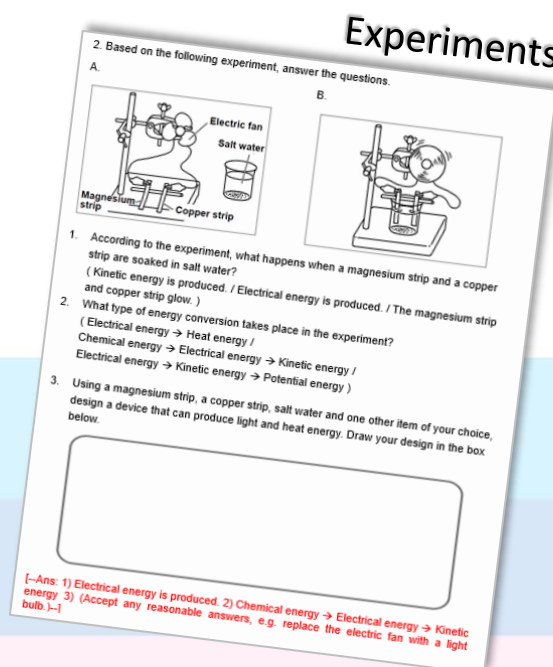 Experiments
2. Based on the following experiment, answer the questions.
A.
B.
Electric fan
Salt water
Magnesium
strip
Copper strip
1. According to the experiment, what happens when a magnesium strip and a copper
strip are soaked in salt water?
( Kinetic energy is produced. / Electrical energy is produced. / The magnesium strip
and copper strip glow. )
2. What type of energy conversion takes place in the experiment?
( Electrical energy → Heat energy /
Chemical energy → Electrical energy → Kinetic energy /
Electrical energy → Kinetic energy → Potential energy )
3. Using a magnesium strip, a copper strip, salt water and one other item of your choice,
design a device that can produce light and heat energy. Draw your design in the box
below.
[--Ans: 1) Electrical energy is produced. 2) Chemical energy → Electrical energy → Kinetic
energy 3) (Accept any reasonable answers, e.g. replace the electric fan with a light
bulb.)--]